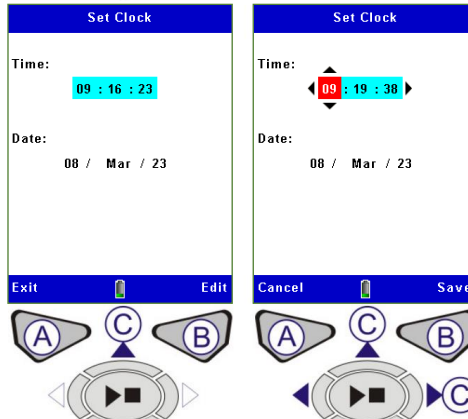 Set Clock
Time:
09 : 16 : 23
Date:
08 / Mar / 23
Exit Edit
A C B
Set Clock
Time:
09 : 19 : 38
Date:
08 / Mar / 23
Cancel Save
A C B
C